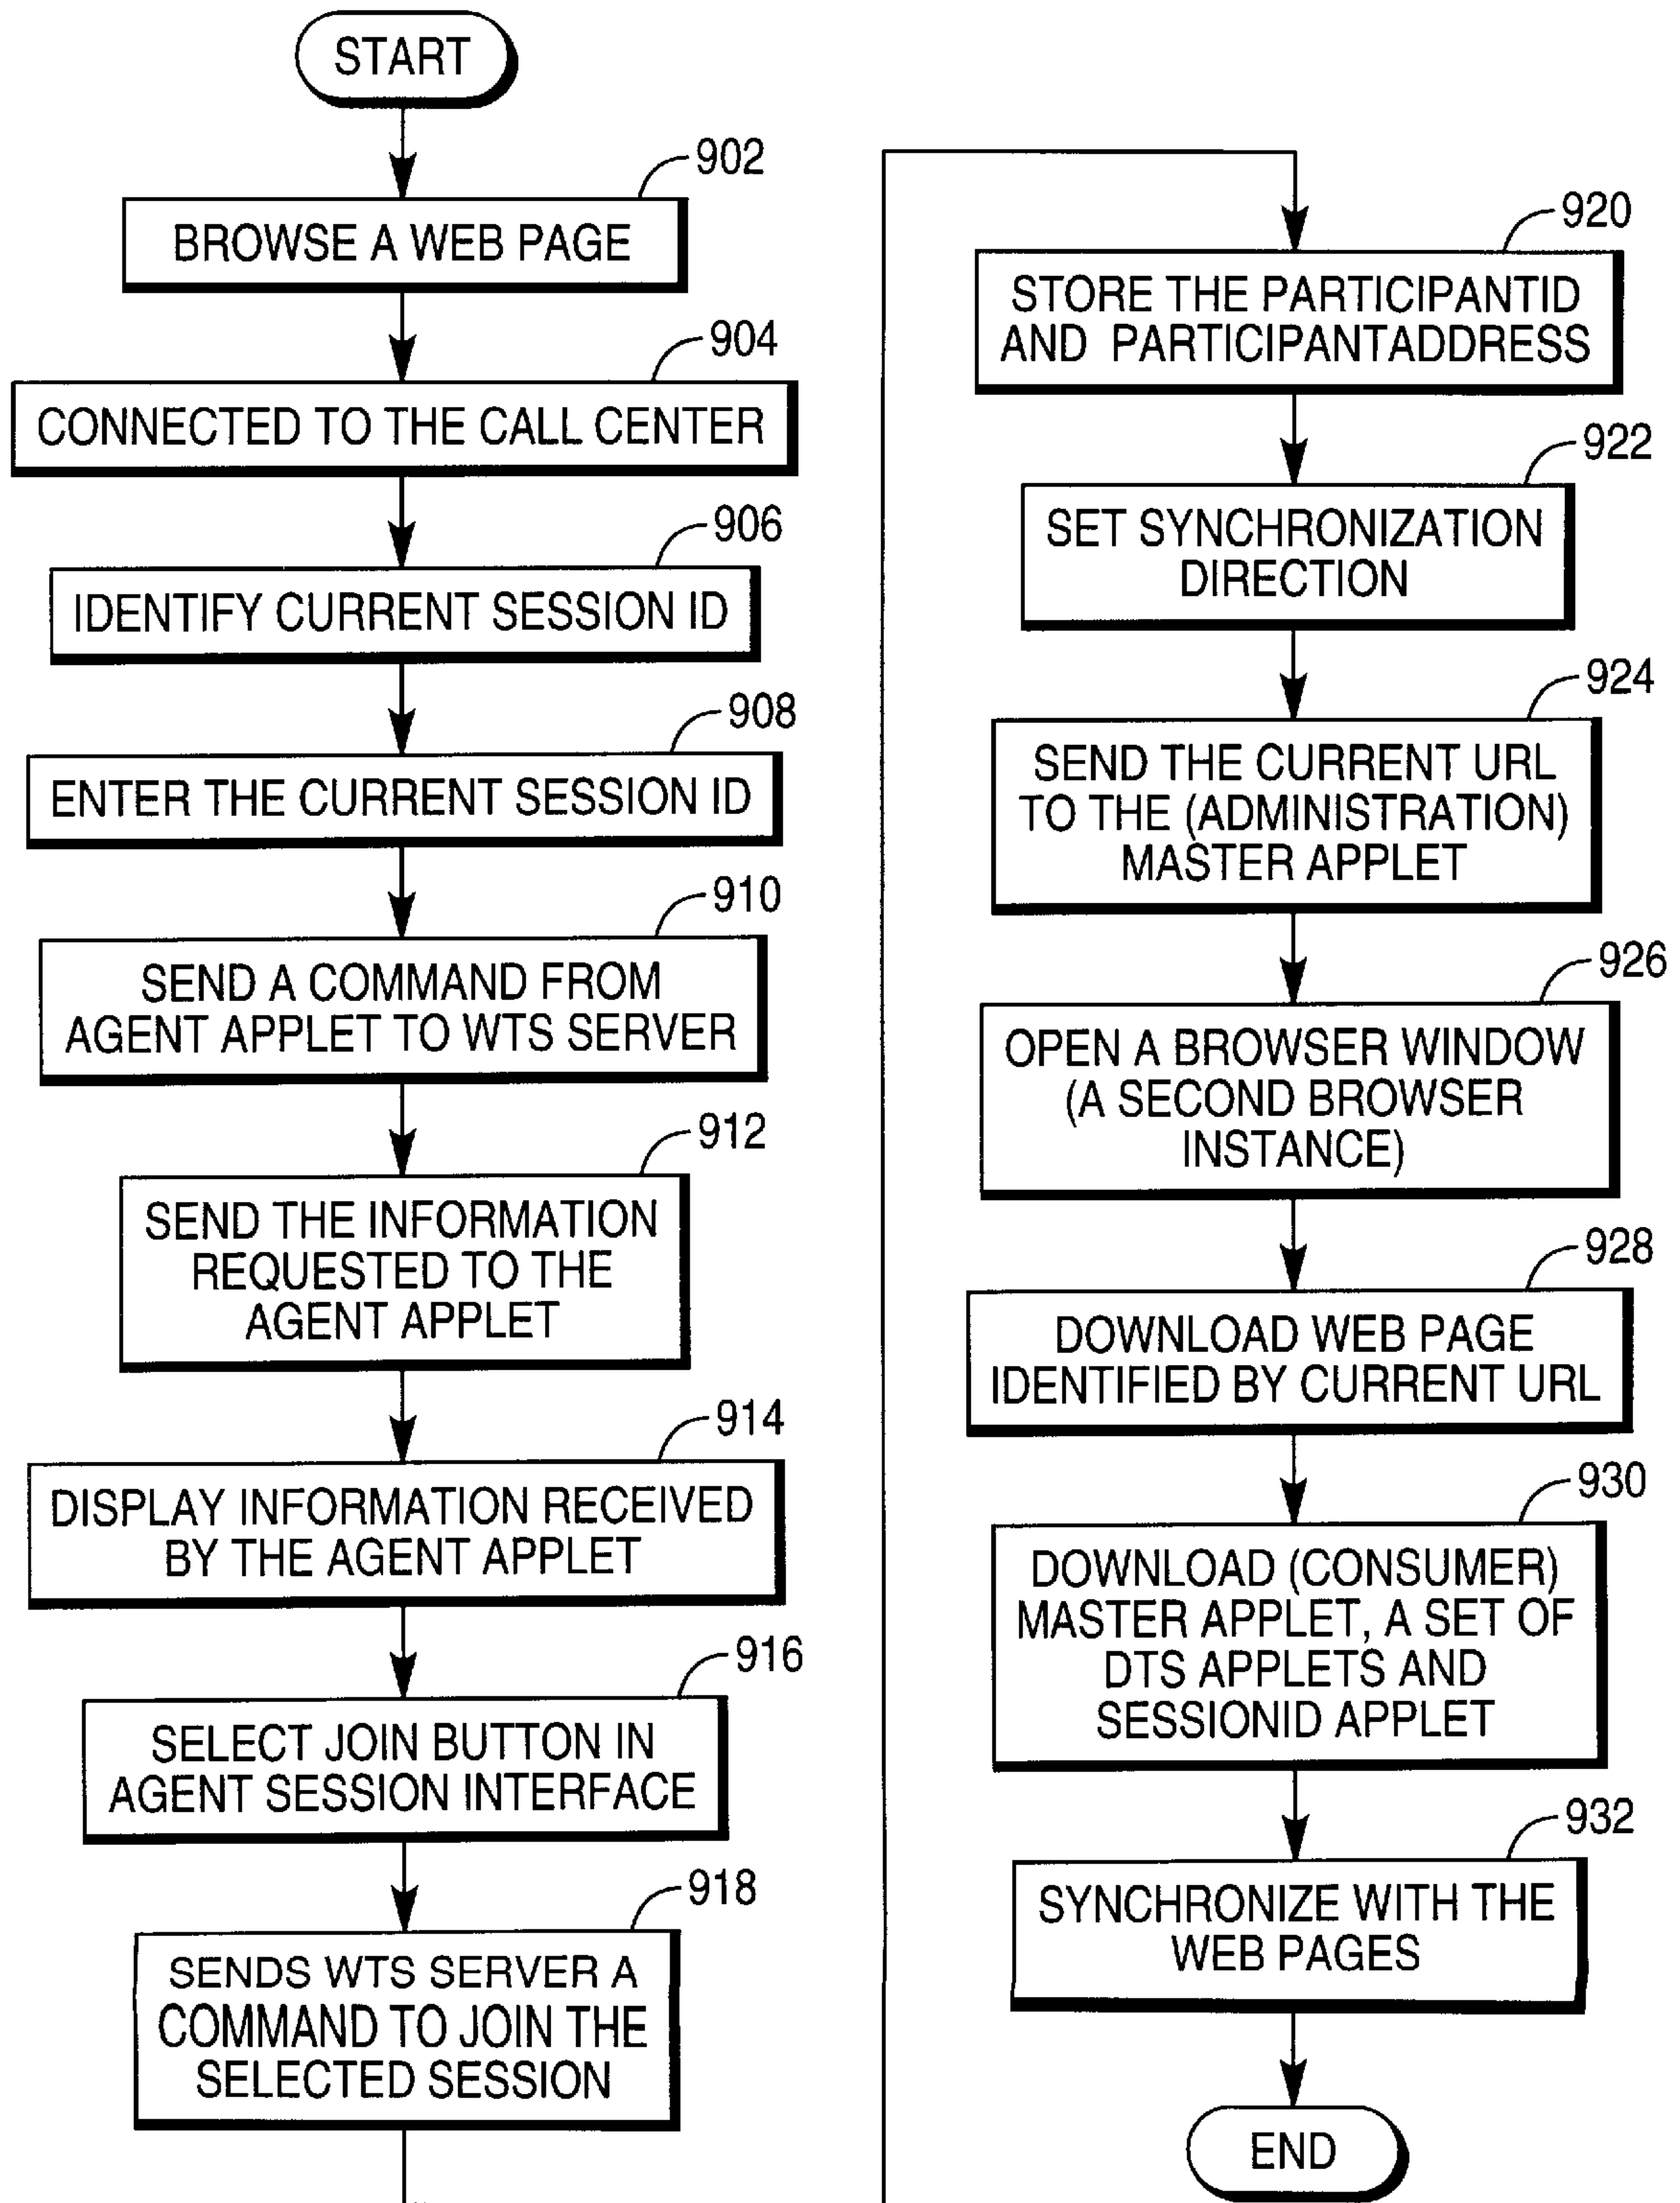 START
902
BROWSE A WEB PAGE
904
CONNECTED TO THE CALL CENTER
906
IDENTIFY CURRENT SESSION ID
908
ENTER THE CURRENT SESSION ID
910
SEND A COMMAND FROM
AGENT APPLET TO WTS SERVER
912
SEND THE INFORMATION
REQUESTED TO THE
AGENT APPLET
914
DISPLAY INFORMATION RECEIVED
BY THE AGENT APPLET
916
SELECT JOIN BUTTON IN
AGENT SESSION INTERFACE
918
SENDS WTS SERVER A
COMMAND TO JOIN THE
SELECTED SESSION
920
STORE THE PARTICIPANTID
AND PARTICIPANTADDRESS
922
SET SYNCHRONIZATION
DIRECTION
924
SEND THE CURRENT URL
TO THE (ADMINISTRATION)
MASTER APPLET
926
OPEN A BROWSER WINDOW
(A SECOND BROWSER
INSTANCE)
928
DOWNLOAD WEB PAGE
IDENTIFIED BY CURRENT URL
930
DOWNLOAD (CONSUMER)
MASTER APPLET, A SET OF
DTS APPLETS AND
SESSIONID APPLET
932
SYNCHRONIZE WITH THE
WEB PAGES
END